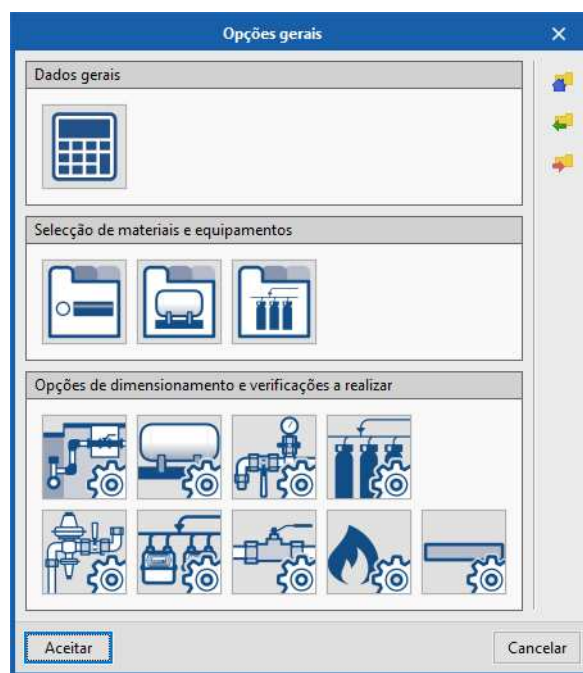 Opções gerais
Dados gerais
Selecção de materiais e equipamentos
Opções de dimensionamento e verificações a realizar
Aceitar
Cancelar